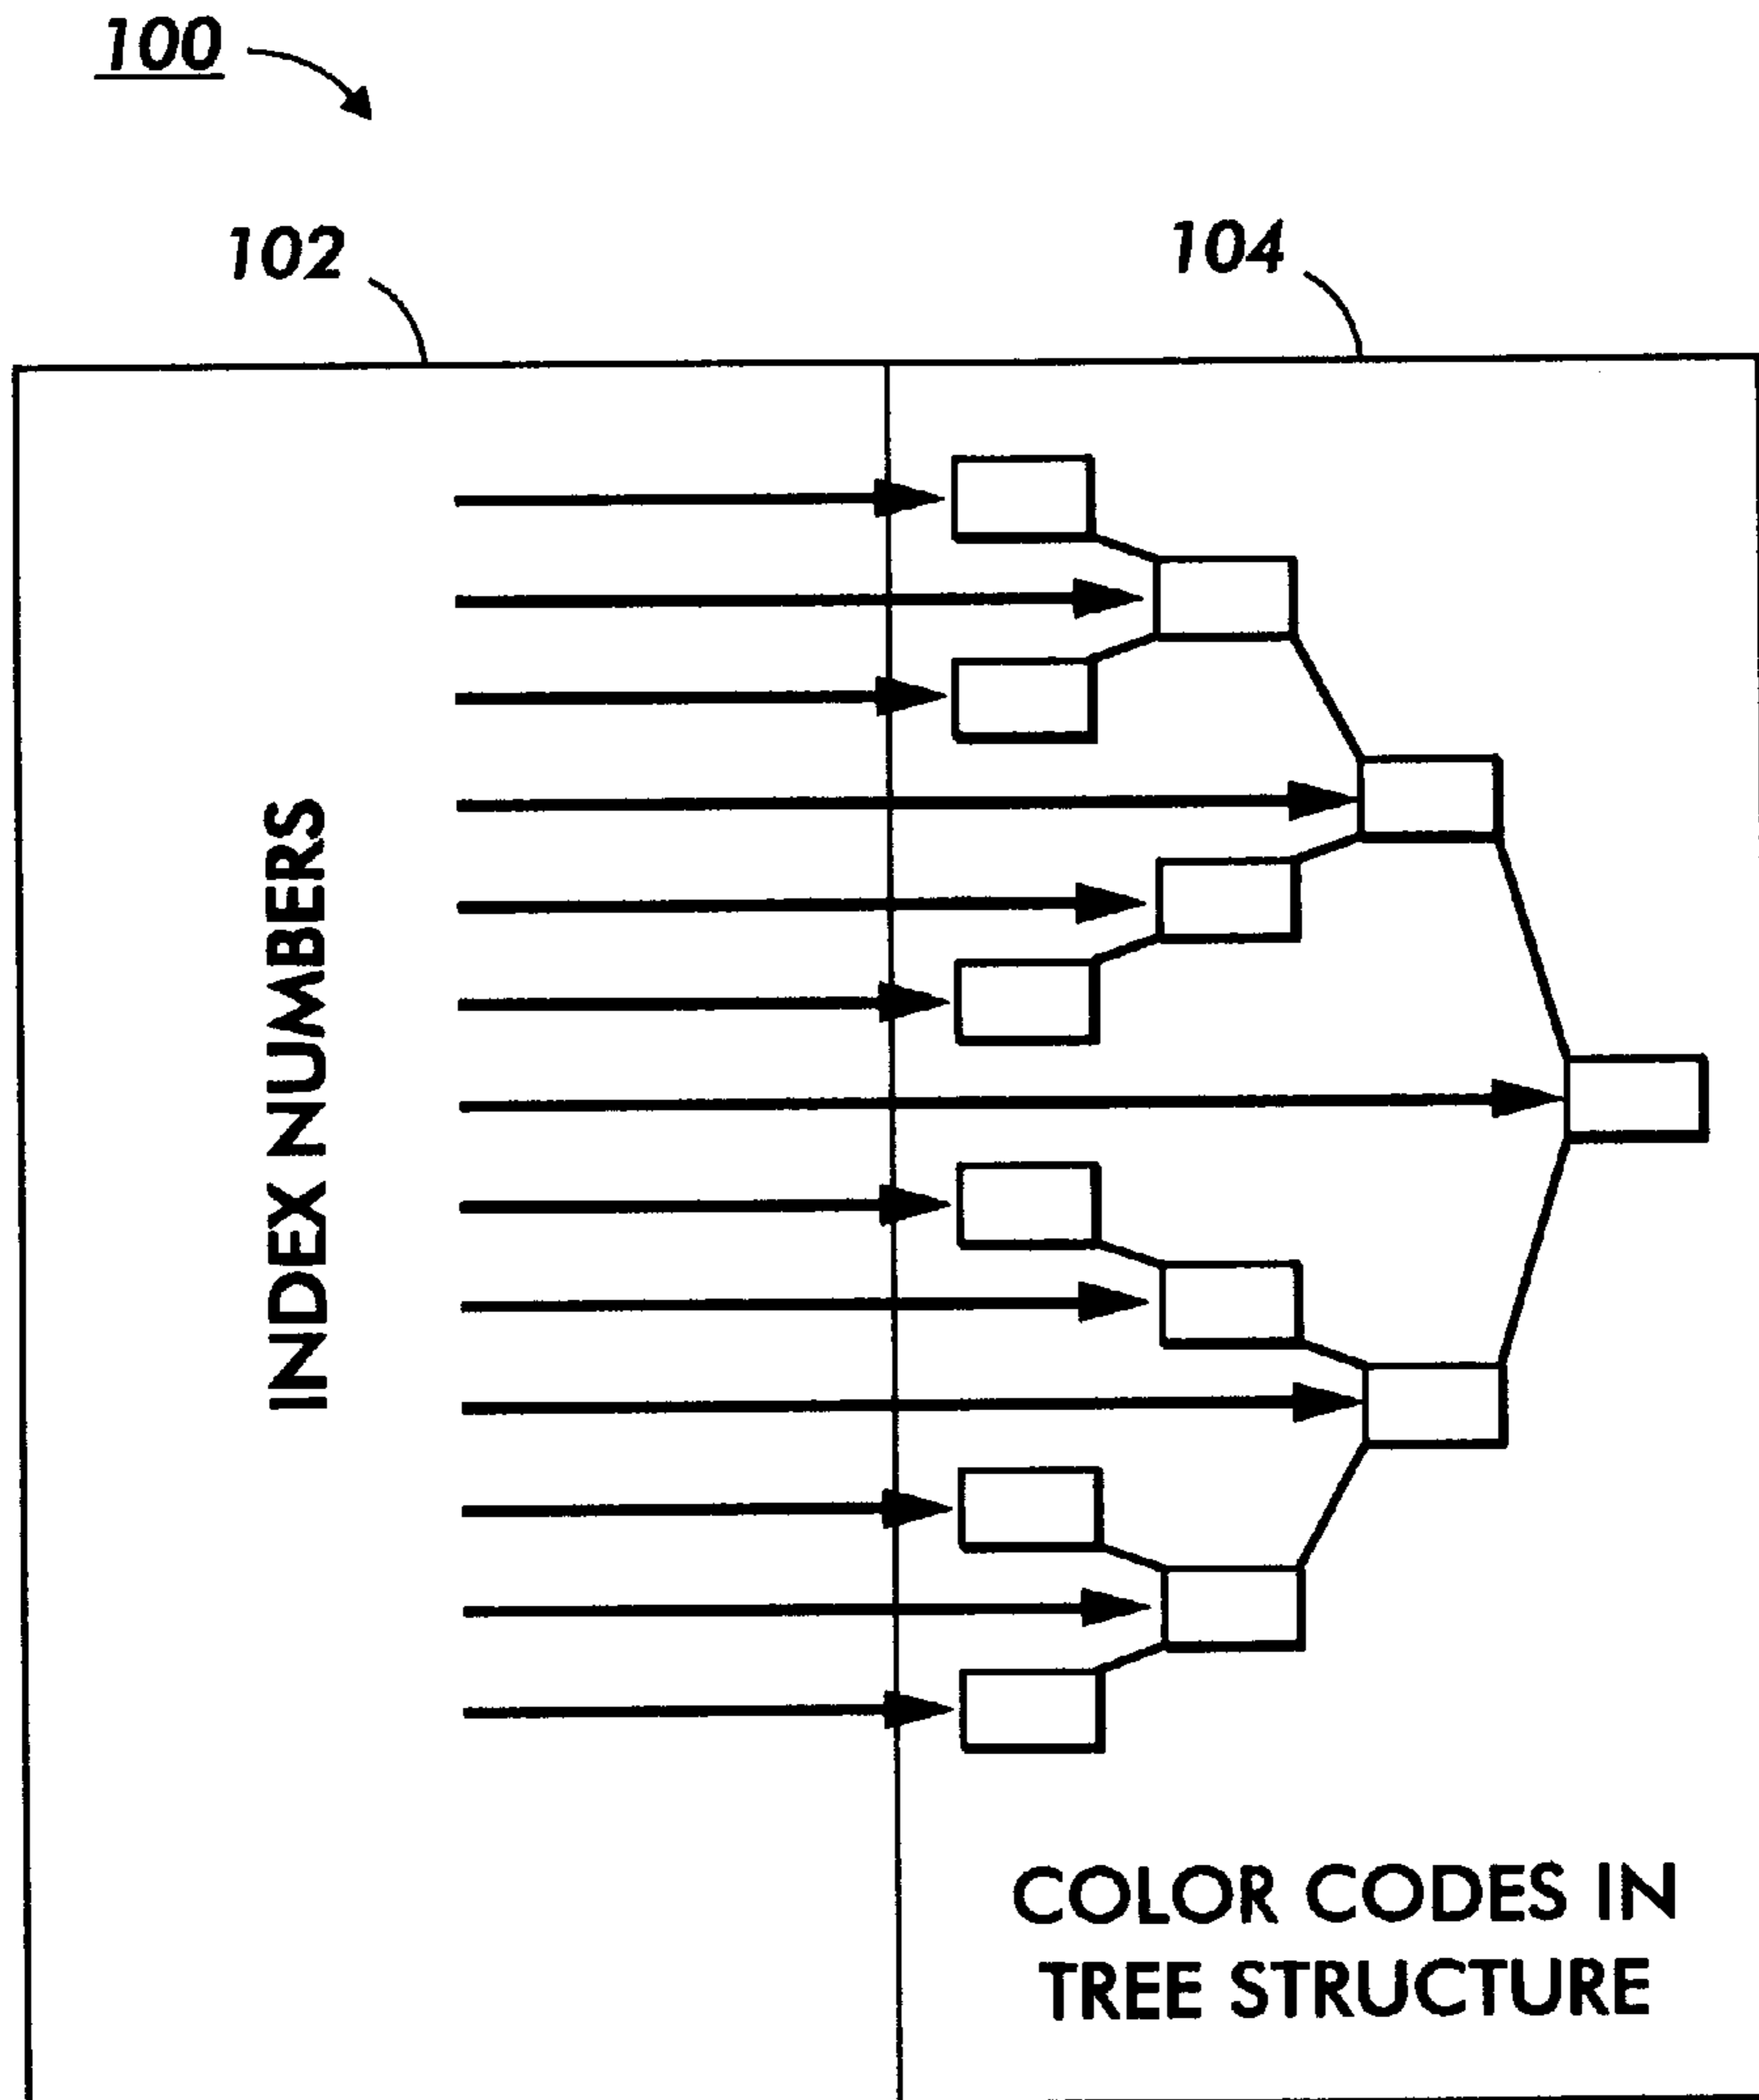 100
102
104
INDEX NUMBERS
COLOR CODES IN
TREE STRUCTURE